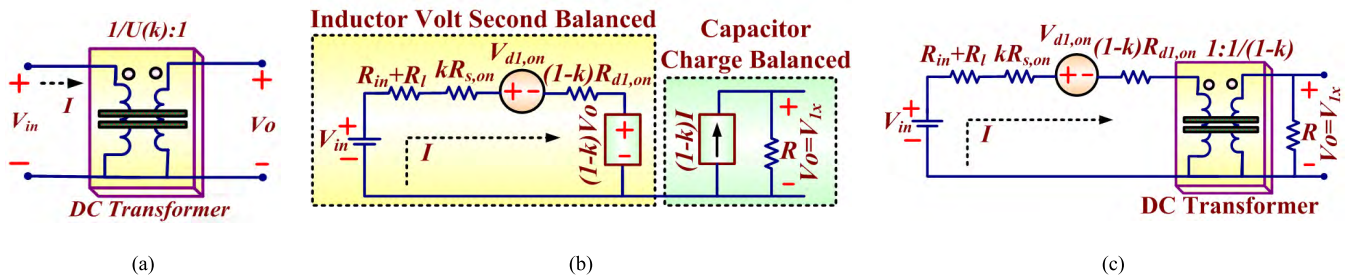 1/U(k):1
+
+
I
Vin
Vo
−
−
DC Transformer
(a)
Inductor Volt Second Balanced
Vd1,on
Rin+Rl kRs,on
(1-k)Rd1,on
+ −
Vin
+
−
I
(1-k)Vo
+
−
Capacitor
Charge Balanced
(1-k)I
R
+
Vo=V1x
−
(b)
Vd1,on
Rin+Rl kRs,on
(1-k)Rd1,on
1:1/(1-k)
+ −
Vin
+
−
I
R
+
Vo=V1x
−
DC Transformer
(c)